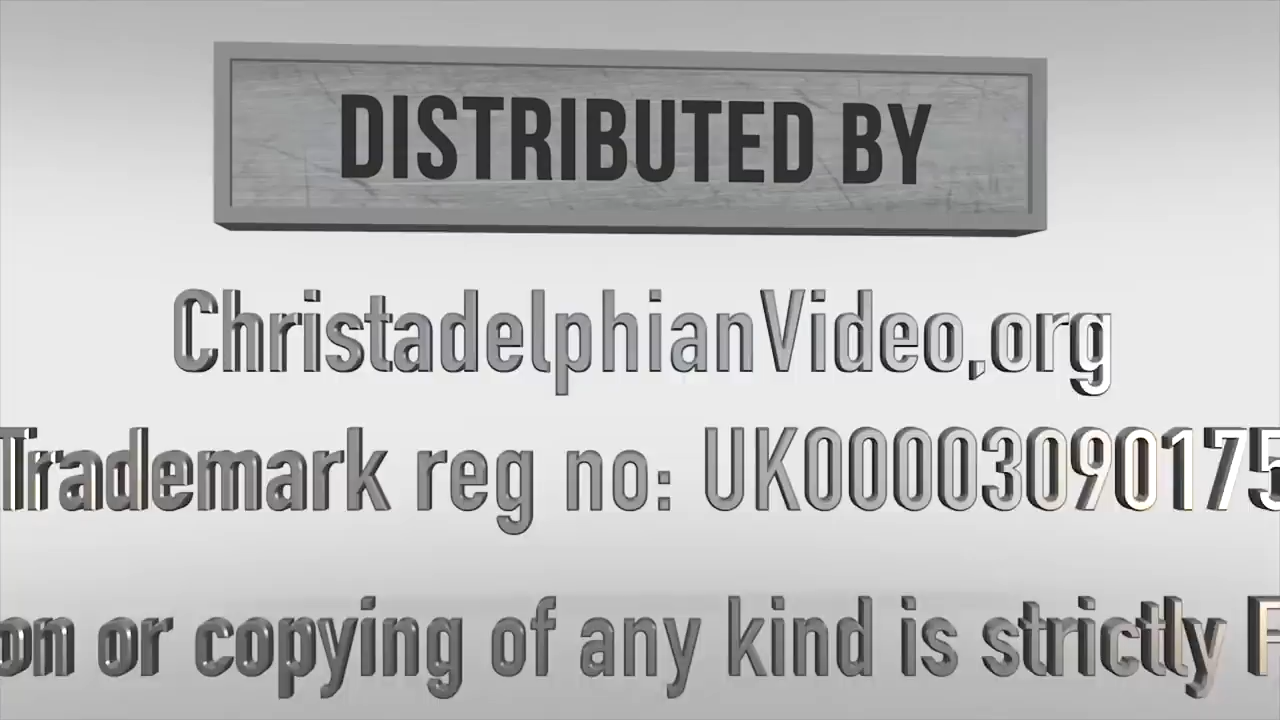 DISTRIBUTED BY
ChristadelphianVideo,org
Trademark reg no: UK00003090175
on or copying of any kind is strictly F